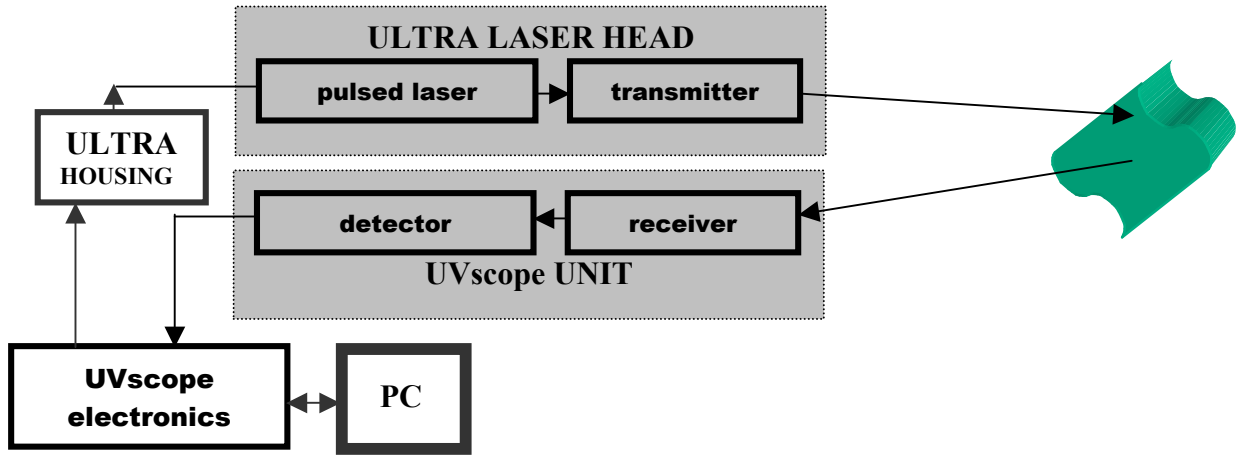 ULTRA LASER HEAD
pulsed laser
transmitter
ULTRA
HOUSING
detector
receiver
UVscope UNIT
UVscope
electronics
PC